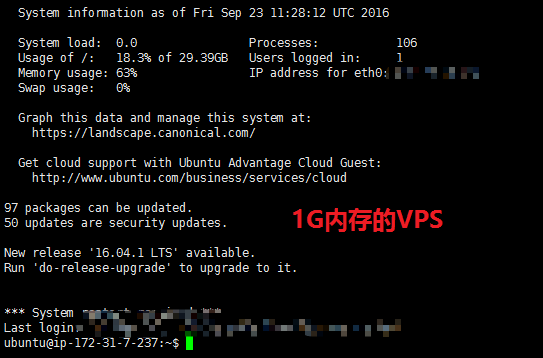 System information as of Fri Sep 23 11:28:12 UTC 2016
System load: 0.0 Processes: 106
Usage of /: 18.3% of 29.39GB Users logged in: 1
Memory usage: 63% IP address for eth0:
Swap usage: 0%
Graph this data and manage this system at:
https://landscape.canonical.com/
Get cloud support with Ubuntu Advantage Cloud Guest:
http://www.ubuntu.com/business/services/cloud
97 packages can be updated.
50 updates are security updates.
1G内存的VPS
New release '16.04.1 LTS' available.
Run 'do-release-upgrade' to upgrade to it.
*** System
Last login:
ubuntu@ip-172-31-7-237:~$